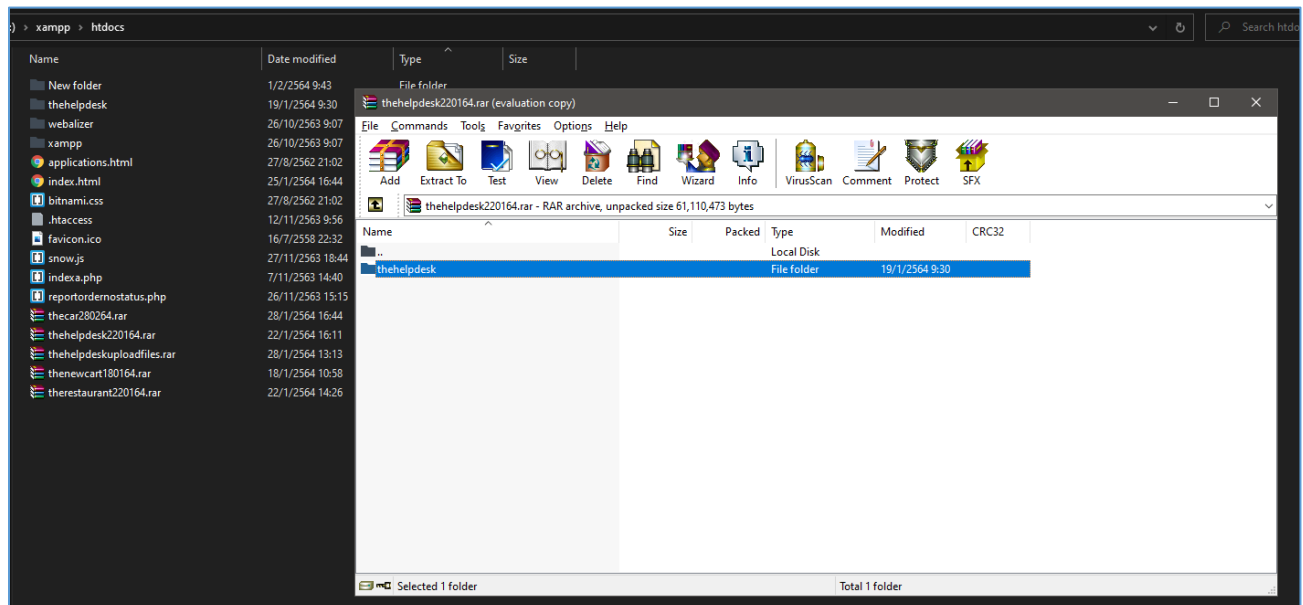 :) › xampp › htdocs
Search htdo
Name Date modified Type Size
New folder 1/2/2564 9:43 File folder
thehelpdesk 19/1/2564 9:30
webalizer 26/10/2563 9:07
xampp 26/10/2563 9:07
applications.html 27/8/2562 21:02
index.html 25/1/2564 16:44
bitnami.css 27/8/2562 21:02
.htaccess 12/11/2563 9:56
favicon.ico 16/7/2558 22:32
snow.js 27/11/2563 18:44
indexa.php 7/11/2563 14:40
reportordernostatus.php 26/11/2563 15:15
thecar280264.rar 28/1/2564 16:44
thehelpdesk220164.rar 22/1/2564 16:11
thehelpdeskuploadfiles.rar 28/1/2564 13:13
thenewcart180164.rar 18/1/2564 10:58
therestaurant220164.rar 22/1/2564 14:26
thehelpdesk220164.rar (evaluation copy)
File Commands Tools Favorites Options Help
Add Extract To Test View Delete Find Wizard Info VirusScan Comment Protect SFX
thehelpdesk220164.rar - RAR archive, unpacked size 61,110,473 bytes
Name Size Packed Type Modified CRC32
.. Local Disk
thehelpdesk File folder 19/1/2564 9:30
Selected 1 folder
Total 1 folder